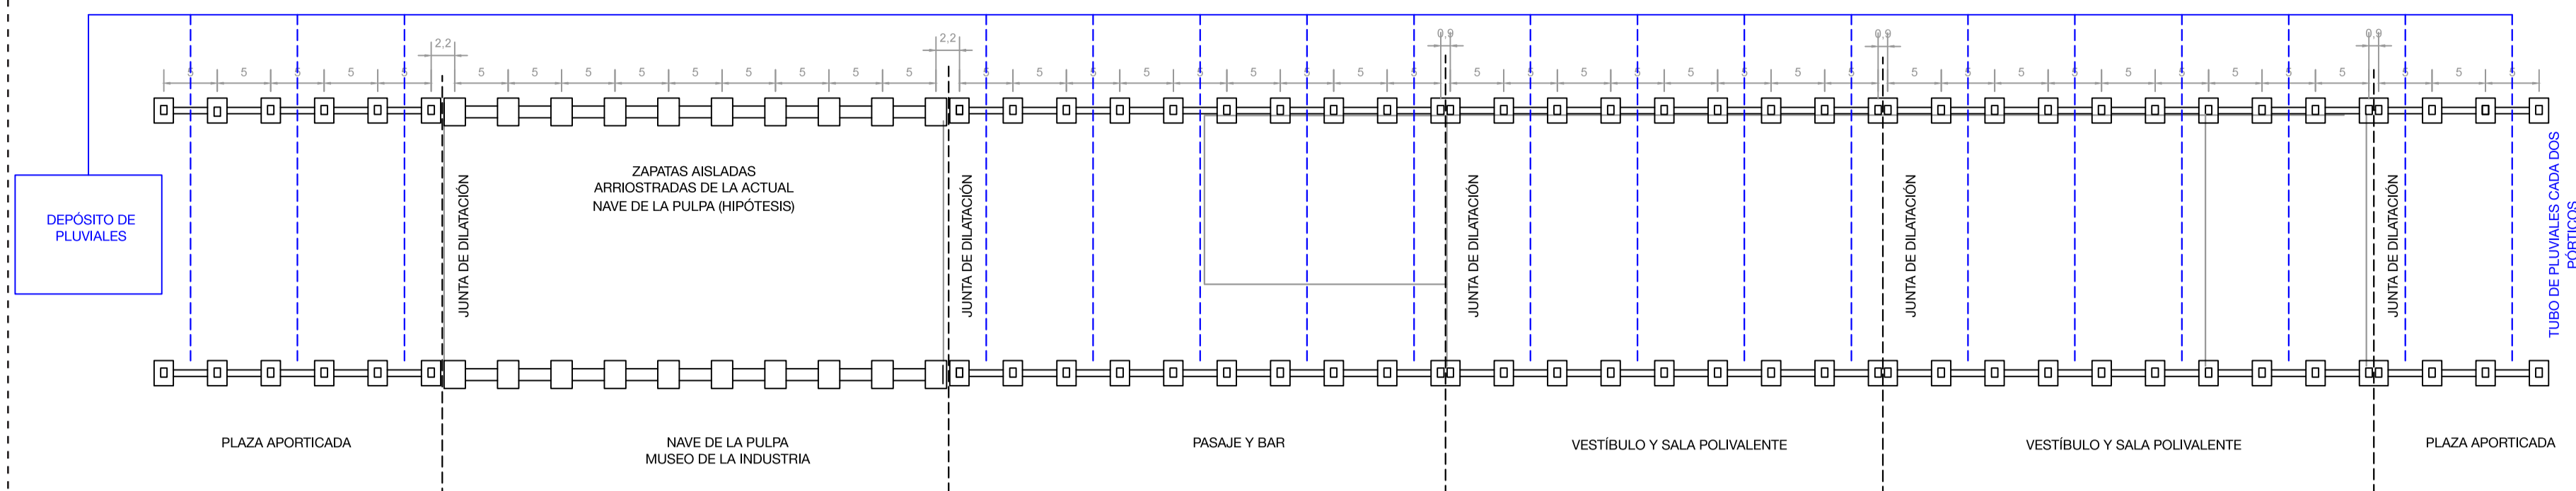 2,2
2,2
0,9
0,9
0,9
5 5 5 5 5 5 5 5 5 5 5 5 5 5 5 5 5 5 5 5 5 5 5 5 5 5 5 5 5 5 5 5 5 5 5 5 5 5 5 5 5 5 5
DEPÓSITO DE
PLUVIALES
JUNTA DE DILATACIÓN
ZAPATAS AISLADAS
ARRIOSTRADAS DE LA ACTUAL
NAVE DE LA PULPA (HIPÓTESIS)
JUNTA DE DILATACIÓN
JUNTA DE DILATACIÓN
JUNTA DE DILATACIÓN
JUNTA DE DILATACIÓN
TUBO DE PLUVIALES CADA DOS
PÓRTICOS
PLAZA APORTICADA
NAVE DE LA PULPA
MUSEO DE LA INDUSTRIA
PASAJE Y BAR
VESTÍBULO Y SALA POLIVALENTE
VESTÍBULO Y SALA POLIVALENTE
PLAZA APORTICADA